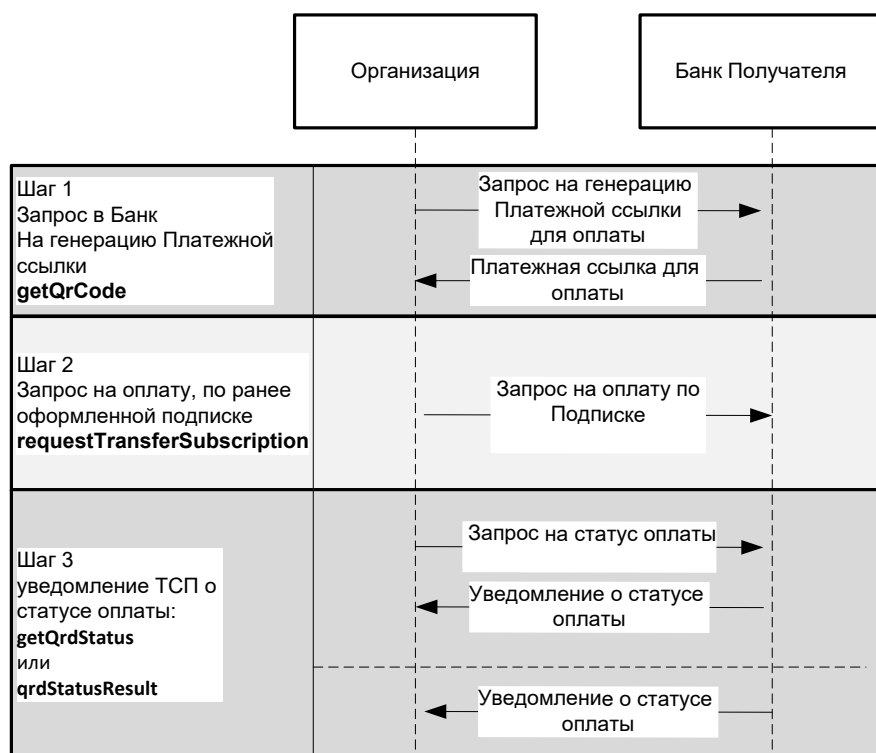 Организация
Банк Получателя
Шаг 1
Запрос в Банк
На генерацию Платежной
ссылки
getQrCode
Запрос на генерацию
Платежной ссылки
для оплаты
Платежная ссылка для
оплаты
Шаг 2
Запрос на оплату, по ранее
оформленной подписке
requestTransferSubscription
Запрос на оплату по
Подписке
Шаг 3
уведомление ТСП о
статусе оплаты:
getQrdStatus
или
qrdStatusResult
Запрос на статус оплаты
Уведомление о статусе
оплаты
Уведомление о статусе
оплаты